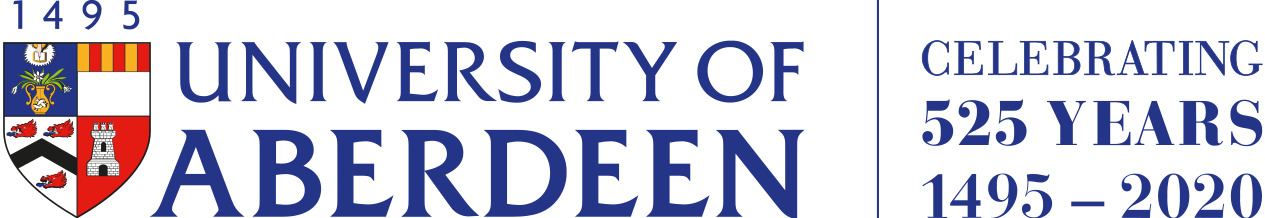 1495
UNIVERSITY OF
ABERDEEN
CELEBRATING
525 YEARS
1495 – 2020